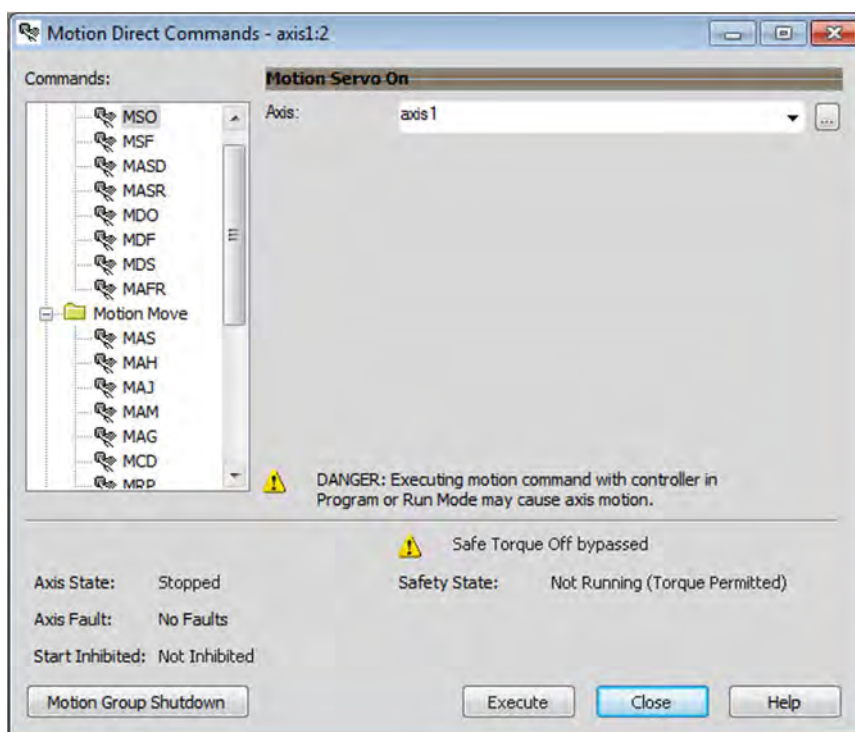 Motion Direct Commands - axis1:2
Commands:
MSO
MSF
MASD
MASR
MDO
MDF
MDS
MAFR
Motion Move
MAS
MAH
MAJ
MAM
MAG
MCD
MRP
Motion Servo On
Axis: axis1 ...
DANGER: Executing motion command with controller in
Program or Run Mode may cause axis motion.
Safe Torque Off bypassed
Axis State: Stopped Safety State: Not Running (Torque Permitted)
Axis Fault: No Faults
Start Inhibited: Not Inhibited
Motion Group Shutdown Execute Close Help